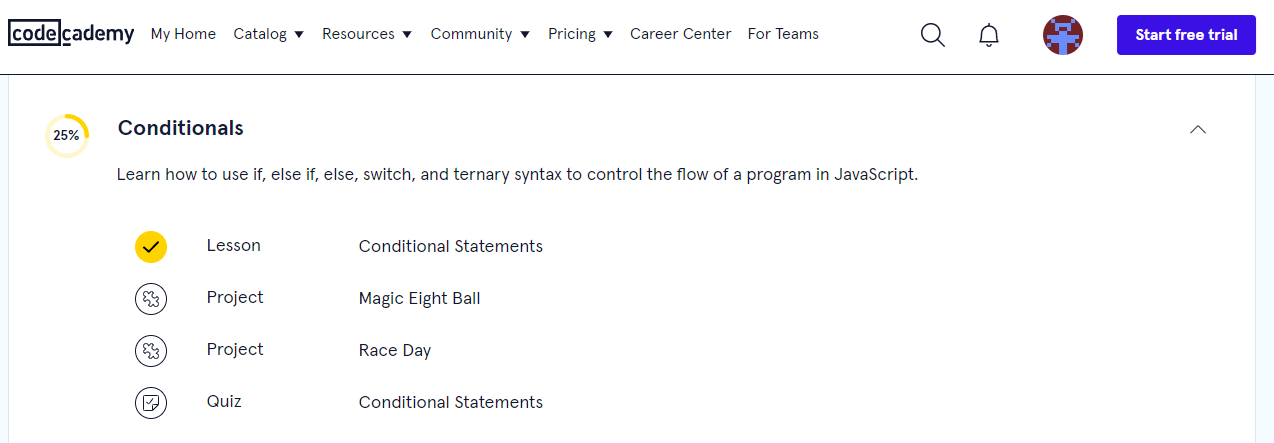 codecademy My Home Catalog Resources Community Pricing Career Center For Teams Start free trial
25% Conditionals
Learn how to use if, else if, else, switch, and ternary syntax to control the flow of a program in JavaScript.
Lesson Conditional Statements
Project Magic Eight Ball
Project Race Day
Quiz Conditional Statements